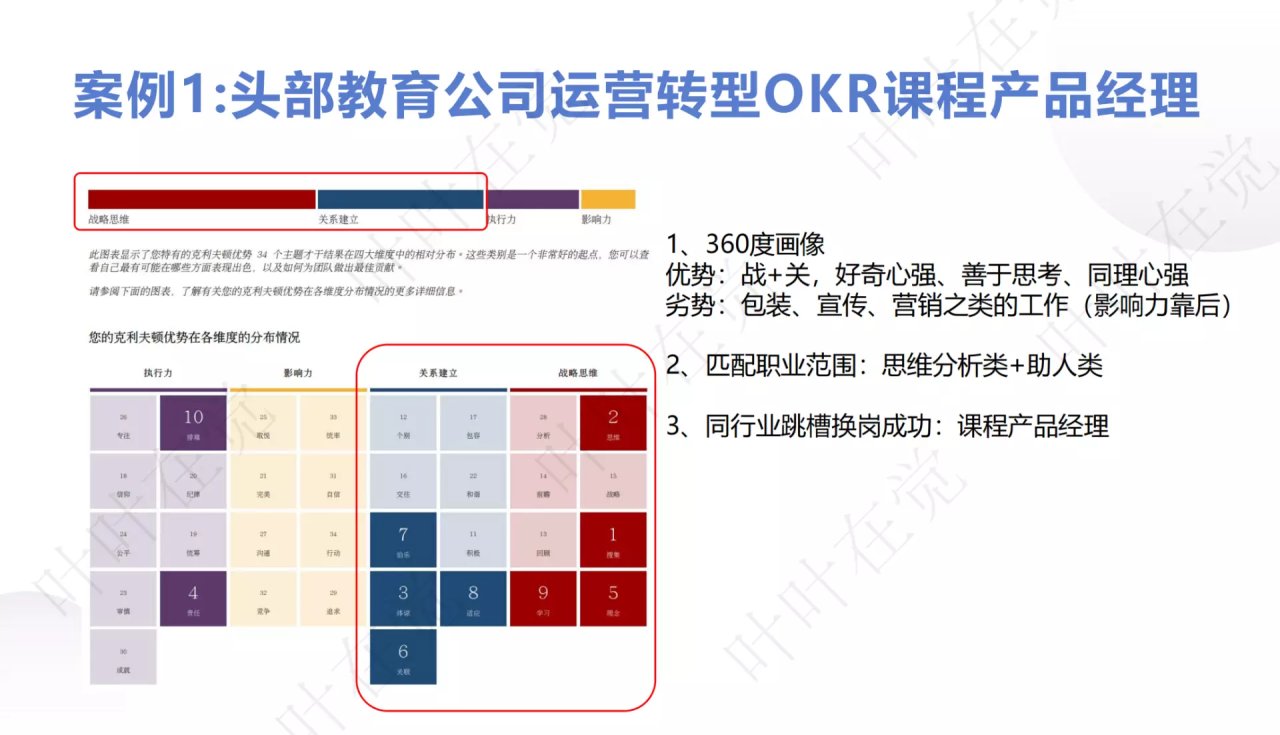 案例1:头部教育公司运营转型OKR课程产品经理
战略思维 关系建立 执行力 影响力
此图表显示了您特有的克利夫顿优势 34 个主题才干结果在四大维度中的相对分布。这些类别是一个非常好的起点，您可以查
看自己最有可能在哪些方面表现出色，以及如何为团队做出最佳贡献。
请参阅下面的图表，了解有关您的克利夫顿优势在各维度分布情况的更多详细信息。
您的克利夫顿优势在各维度的分布情况
执行力 影响力 关系建立 战略思维
26 10 25 33 12 17 28 2
专注 排难 取悦 统率 个别 包容 分析 思维
18 20 21 31 16 22 14 15
信仰 纪律 完美 自信 交往 和谐 前瞻 战略
24 19 27 34 7 11 13 1
公平 统筹 沟通 行动 伯乐 积极 回顾 搜集
23 4 32 29 3 8 9 5
审慎 责任 竞争 追求 体谅 适应 学习 理念
30 6
成就 关联
1、360度画像
优势：战+关，好奇心强、善于思考、同理心强
劣势：包装、宣传、营销之类的工作（影响力靠后）
2、匹配职业范围：思维分析类+助人类
3、同行业跳槽换岗成功：课程产品经理
叶叶在觉